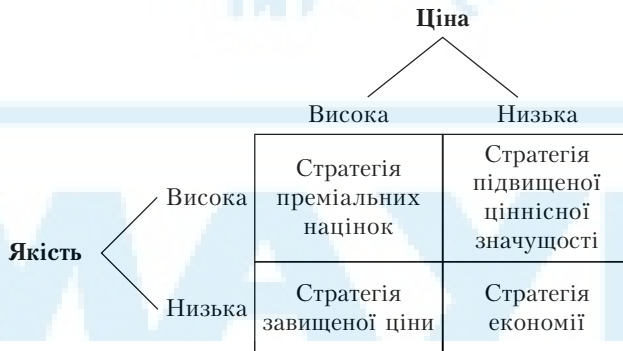 Ціна
Висока Низька
Якість
Висока
Стратегія
преміальних
націнок
Стратегія
підвищеної
ціннісної
значущості
Низька
Стратегія
завищеної ціни
Стратегія
економії